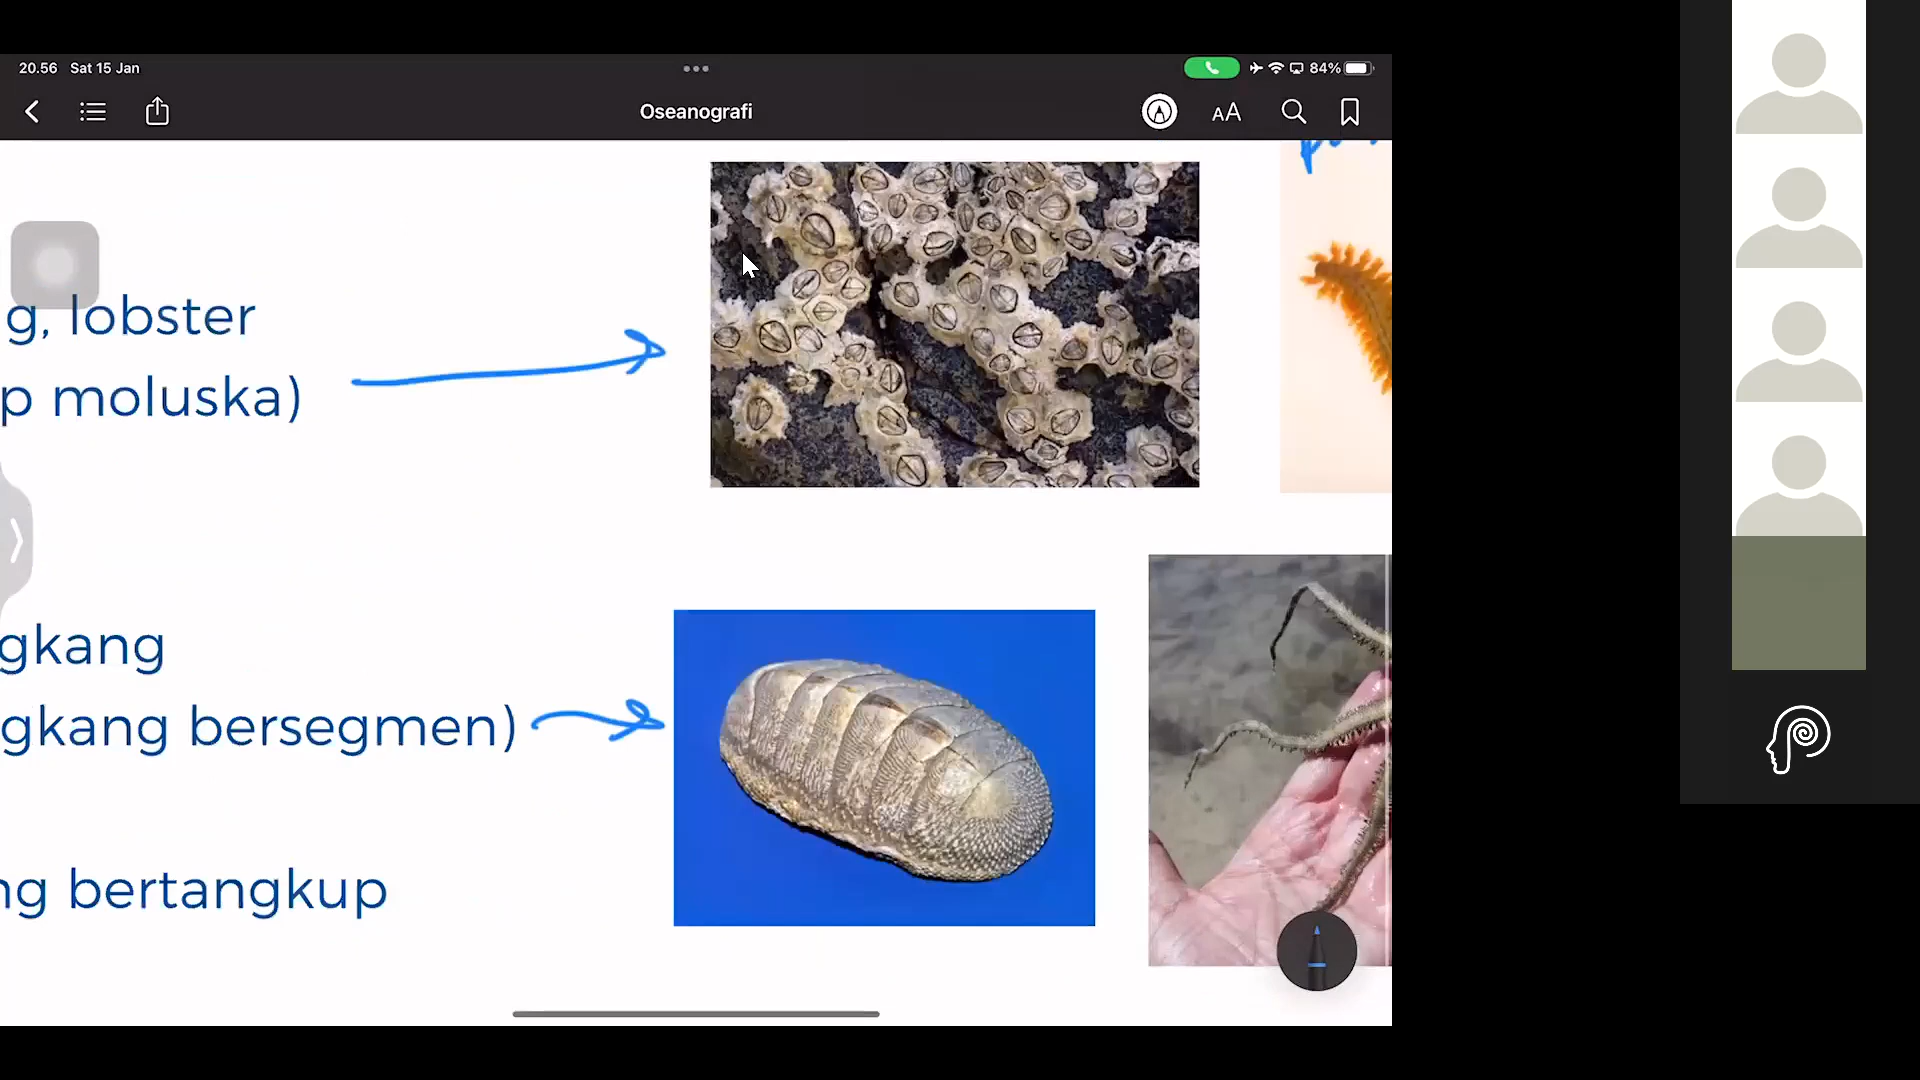 20.56 Sat 15 Jan
84%
Oseanografi
AA
g, lobster
p moluska)
gkang
gkang bersegmen)
ng bertangkup